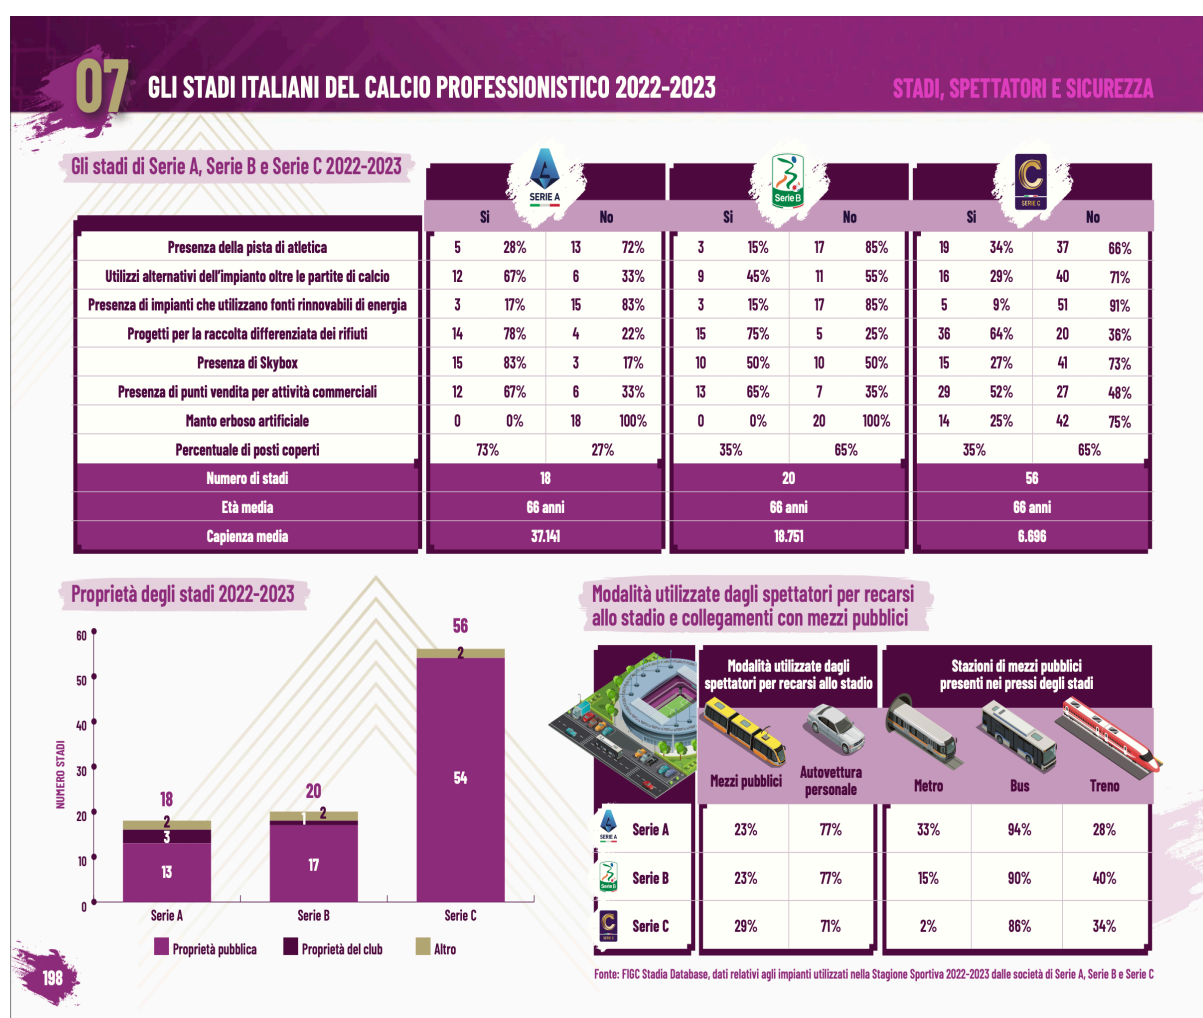 07
GLI STADI ITALIANI DEL CALCIO PROFESSIONISTICO 2022-2023
STADI, SPETTATORI E SICUREZZA
Gli stadi di Serie A, Serie B e Serie C 2022-2023
SERIE A
Serie B
SERIE C
Si No Si No Si No
Presenza della pista di atletica 5 28% 13 72% 3 15% 17 85% 19 34% 37 66%
Utilizzi alternativi dell'impianto oltre le partite di calcio 12 67% 6 33% 9 45% 11 55% 16 29% 40 71%
Presenza di impianti che utilizzano fonti rinnovabili di energia 3 17% 15 83% 3 15% 17 85% 5 9% 51 91%
Progetti per la raccolta differenziata dei rifiuti 14 78% 4 22% 15 75% 5 25% 36 64% 20 36%
Presenza di Skybox 15 83% 3 17% 10 50% 10 50% 15 27% 41 73%
Presenza di punti vendita per attività commerciali 12 67% 6 33% 13 65% 7 35% 29 52% 27 48%
Manto erboso artificiale 0 0% 18 100% 0 0% 20 100% 14 25% 42 75%
Percentuale di posti coperti 73% 27% 35% 65% 35% 65%
Numero di stadi 18 20 56
Età media 66 anni 66 anni 66 anni
Capienza media 37.141 18.751 6.696
Proprietà degli stadi 2022-2023
NUMERO STADI
60
50
40
30
20
10
0
18
2
3
13
20
1 2
17
56
2
54
Serie A Serie B Serie C
Proprietà pubblica Proprietà del club Altro
Modalità utilizzate dagli spettatori per recarsi
allo stadio e collegamenti con mezzi pubblici
Modalità utilizzate dagli
spettatori per recarsi allo stadio
Stazioni di mezzi pubblici
presenti nei pressi degli stadi
Mezzi pubblici
Autovettura
personale
Metro Bus Treno
SERIE A
Serie A 23% 77% 33% 94% 28%
Serie B
Serie B 23% 77% 15% 90% 40%
SERIE C
Serie C 29% 71% 2% 86% 34%
Fonte: FIGC Stadia Database, dati relativi agli impianti utilizzati nella Stagione Sportiva 2022-2023 dalle società di Serie A, Serie B e Serie C
198